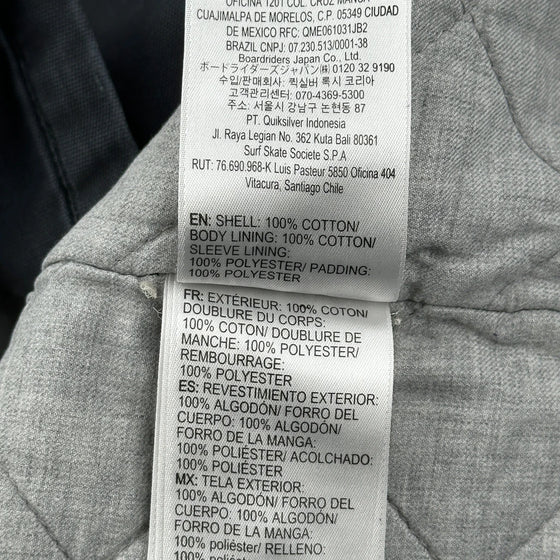 OFICINA 1201 COL. CRUZ MANCA
CUAJIMALPA DE MORELOS, C.P. 05349 CIUDAD
DE MEXICO RFC: QME061031JB2
BRAZIL CNPJ: 07.230.513/0001-38
Boardriders Japan Co., Ltd.
ボードライダーズジャパン(株) 0120 32 9190
수입/판매회사: 퀵실버 록시 코리아
고객관리센터: 070-4369-5300
주소: 서울시 강남구 논현동 87
PT. Quiksilver Indonesia
Jl. Raya Legian No. 362 Kuta Bali 80361
Surf Skate Societe S.P.A
RUT: 76.690.968-K Luis Pasteur 5850 Oficina 404
Vitacura, Santiago Chile
EN: SHELL: 100% COTTON/
BODY LINING: 100% COTTON/
SLEEVE LINING:
100% POLYESTER/ PADDING:
100% POLYESTER
FR: EXTÉRIEUR: 100% COTON/
DOUBLURE DU CORPS:
100% COTON/ DOUBLURE DE
MANCHE: 100% POLYESTER/
REMBOURRAGE:
100% POLYESTER
ES: REVESTIMIENTO EXTERIOR:
100% ALGODÓN/ FORRO DEL
CUERPO: 100% ALGODÓN/
FORRO DE LA MANGA:
100% POLIÉSTER/ ACOLCHADO:
100% POLIÉSTER
MX: TELA EXTERIOR:
100% ALGODÓN/ FORRO DEL
CUERPO: 100% ALGODÓN/
FORRO DE LA MANGA:
100% poliéster/ RELLENO:
100% poliéster